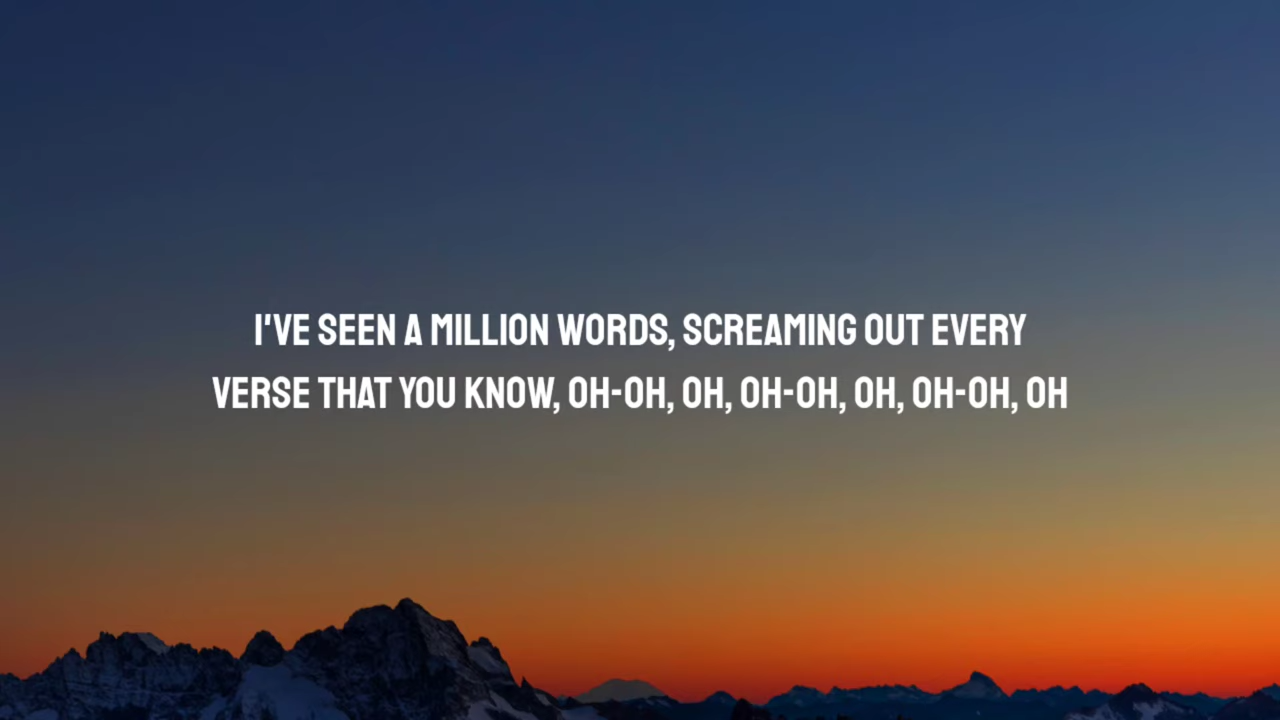 I'VE SEEN A MILLION WORDS, SCREAMING OUT EVERY
VERSE THAT YOU KNOW, OH-OH, OH, OH-OH, OH, OH-OH, OH